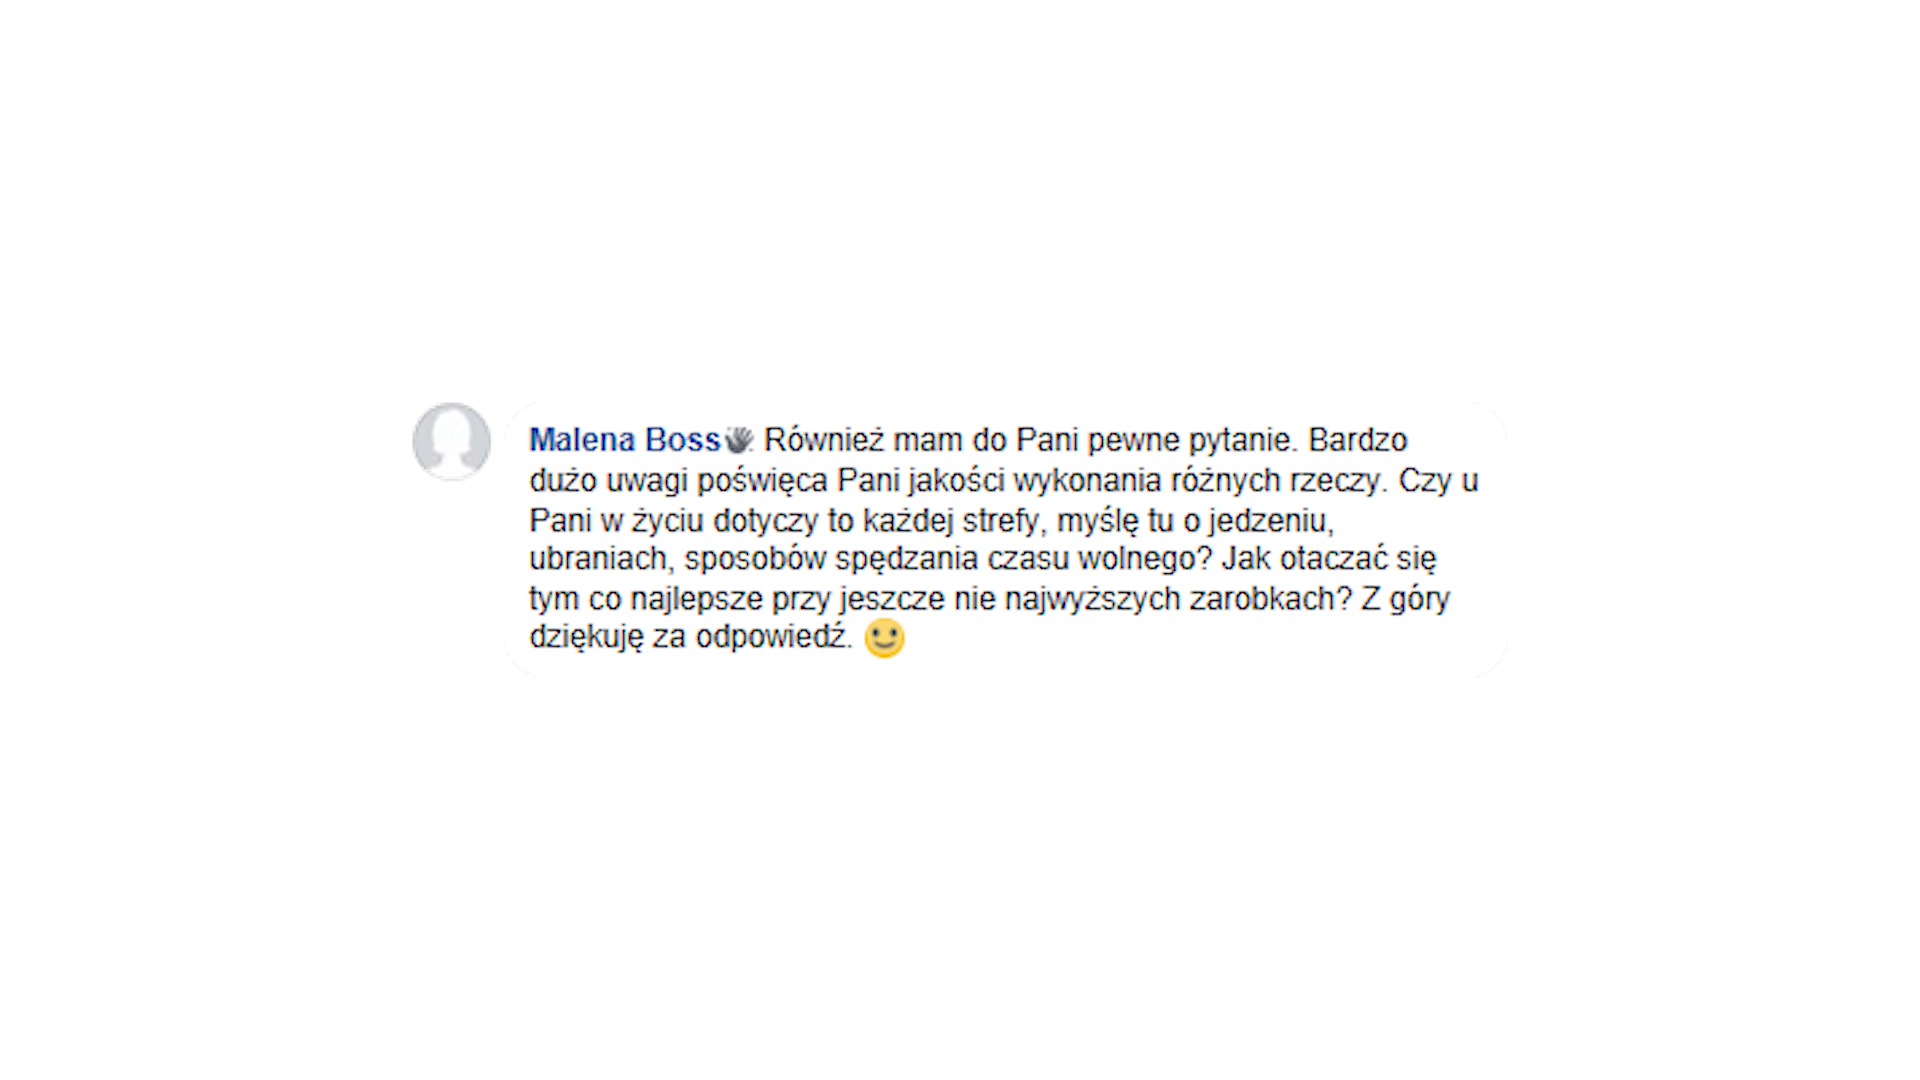 Malena Boss👋 Również mam do Pani pewne pytanie. Bardzo
dużo uwagi poświęca Pani jakości wykonania różnych rzeczy. Czy u
Pani w życiu dotyczy to każdej strefy, myślę tu o jedzeniu,
ubraniach, sposobów spędzania czasu wolnego? Jak otaczać się
tym co najlepsze przy jeszcze nie najwyższych zarobkach? Z góry
dziękuję za odpowiedź. 🙂